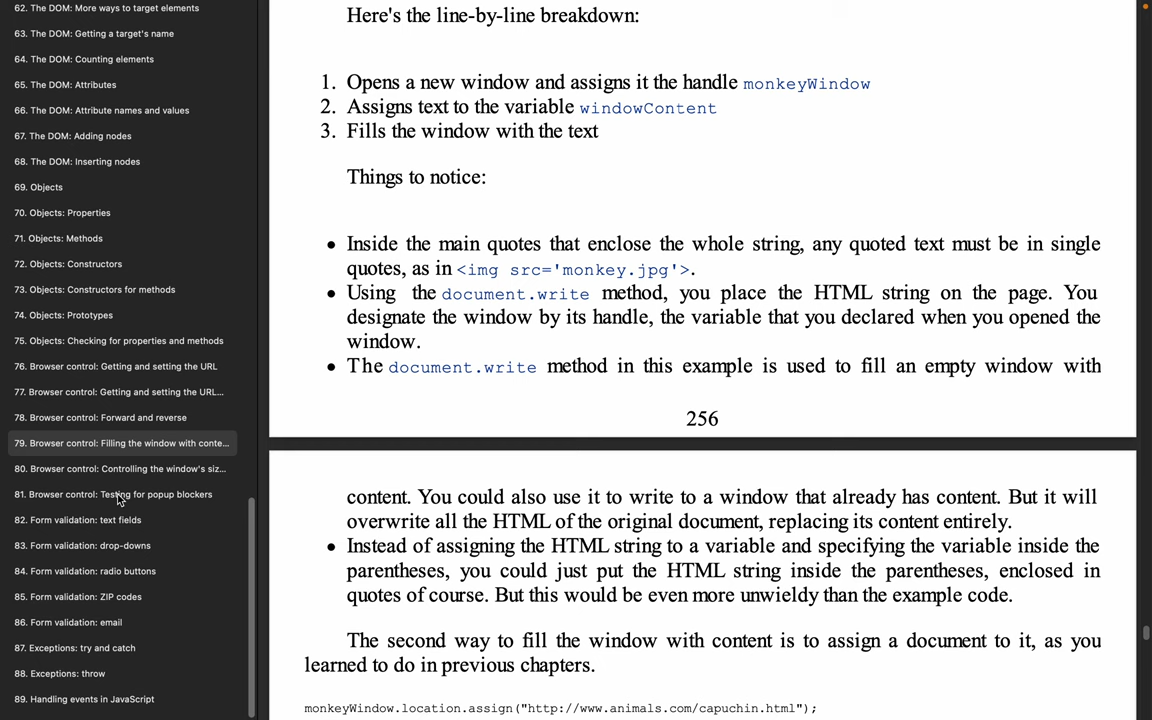 62. The DOM: More ways to target elements
63. The DOM: Getting a target's name
64. The DOM: Counting elements
65. The DOM: Attributes
66. The DOM: Attribute names and values
67. The DOM: Adding nodes
68. The DOM: Inserting nodes
69. Objects
70. Objects: Properties
71. Objects: Methods
72. Objects: Constructors
73. Objects: Constructors for methods
74. Objects: Prototypes
75. Objects: Checking for properties and methods
76. Browser control: Getting and setting the URL
77. Browser control: Getting and setting the URL...
78. Browser control: Forward and reverse
79. Browser control: Filling the window with conte...
80. Browser control: Controlling the window's siz...
81. Browser control: Testing for popup blockers
82. Form validation: text fields
83. Form validation: drop-downs
84. Form validation: radio buttons
85. Form validation: ZIP codes
86. Form validation: email
87. Exceptions: try and catch
88. Exceptions: throw
89. Handling events in JavaScript
Here's the line-by-line breakdown:
1. Opens a new window and assigns it the handle monkeyWindow
2. Assigns text to the variable windowContent
3. Fills the window with the text
Things to notice:
• Inside the main quotes that enclose the whole string, any quoted text must be in single
quotes, as in <img src='monkey.jpg'>.
• Using the document.write method, you place the HTML string on the page. You
designate the window by its handle, the variable that you declared when you opened the
window.
• The document.write method in this example is used to fill an empty window with
256
content. You could also use it to write to a window that already has content. But it will
overwrite all the HTML of the original document, replacing its content entirely.
• Instead of assigning the HTML string to a variable and specifying the variable inside the
parentheses, you could just put the HTML string inside the parentheses, enclosed in
quotes of course. But this would be even more unwieldy than the example code.
The second way to fill the window with content is to assign a document to it, as you
learned to do in previous chapters.
monkeyWindow.location.assign("http://www.animals.com/capuchin.html");